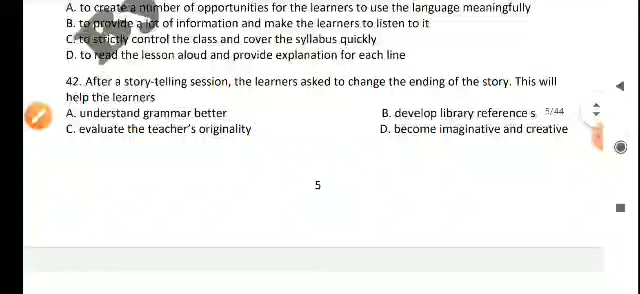 A. to create a number of opportunities for the learners to use the language meaningfully
B. to provide a lot of information and make the learners to listen to it
C. to strictly control the class and cover the syllabus quickly
D. to read the lesson aloud and provide explanation for each line
42. After a story-telling session, the learners asked to change the ending of the story. This will
help the learners
A. understand grammar better
B. develop library reference s
5/44
C. evaluate the teacher's originality
D. become imaginative and creative
5